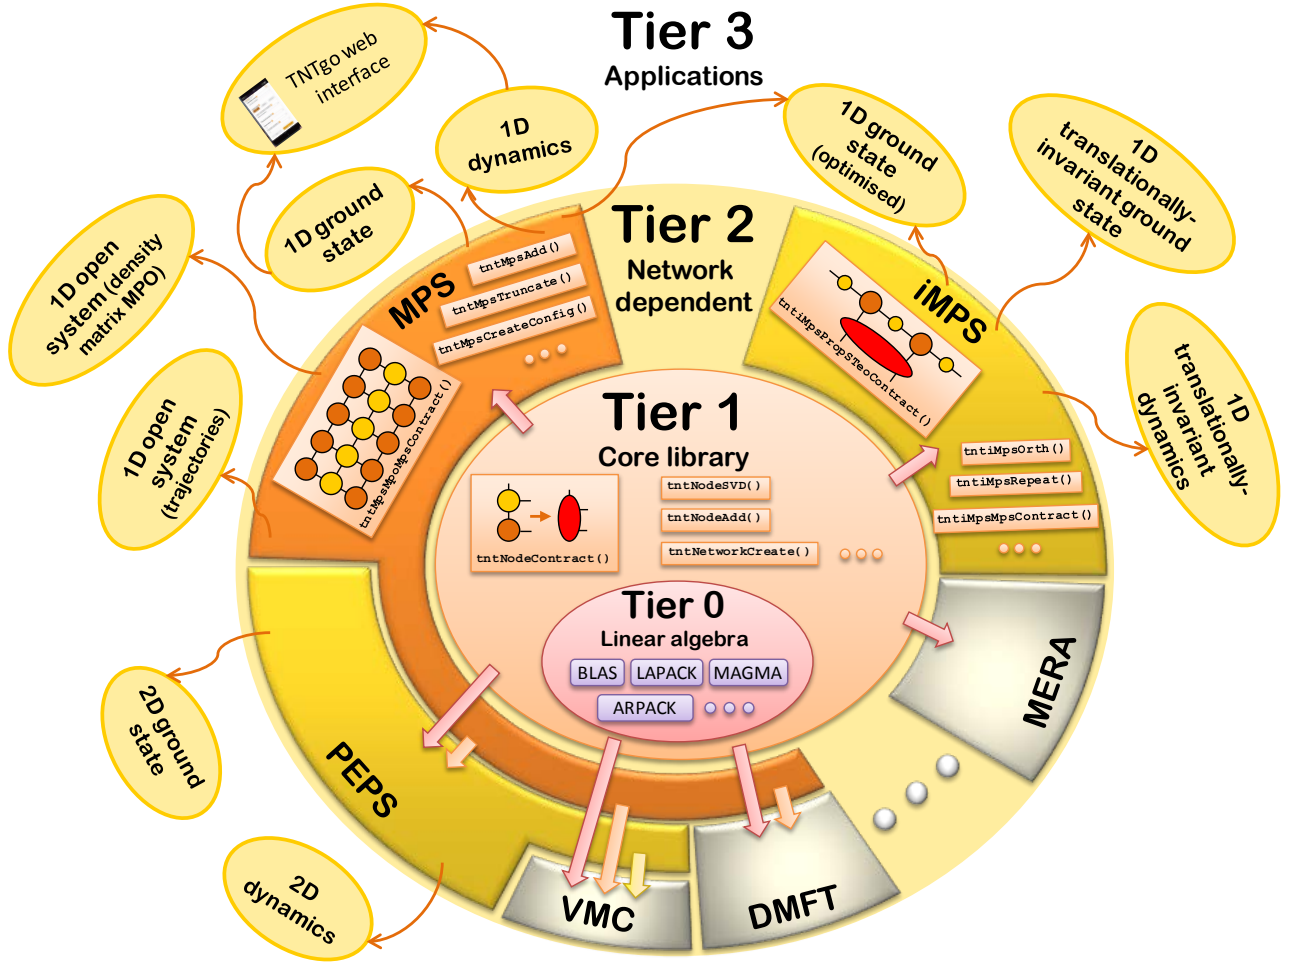 Tier 3
Applications
TNTgo web
interface
1D
dynamics
1D ground
state
1D open
system (density
matrix MPO)
1D open
system
(trajectories)
2D ground
state
2D
dynamics
1D ground
state
(optimised)
1D
translationally-
invariant ground
state
1D
translationally-
invariant
dynamics
Tier 2
Network
dependent
MPS
tntMpsAdd()
tntMpsTruncate()
tntMpsCreateConfig()
tntMpsMpoMpsContract()
iMPS
tntiMpsPropSTeoContract()
tntiMpsOrth()
tntiMpsRepeat()
tntiMpsMpsContract()
MERA
DMFT
VMC
PEPS
Tier 1
Core library
tntNodeContract()
tntNodeSVD()
tntNodeAdd()
tntNetworkCreate()
Tier 0
Linear algebra
BLAS
LAPACK
MAGMA
ARPACK